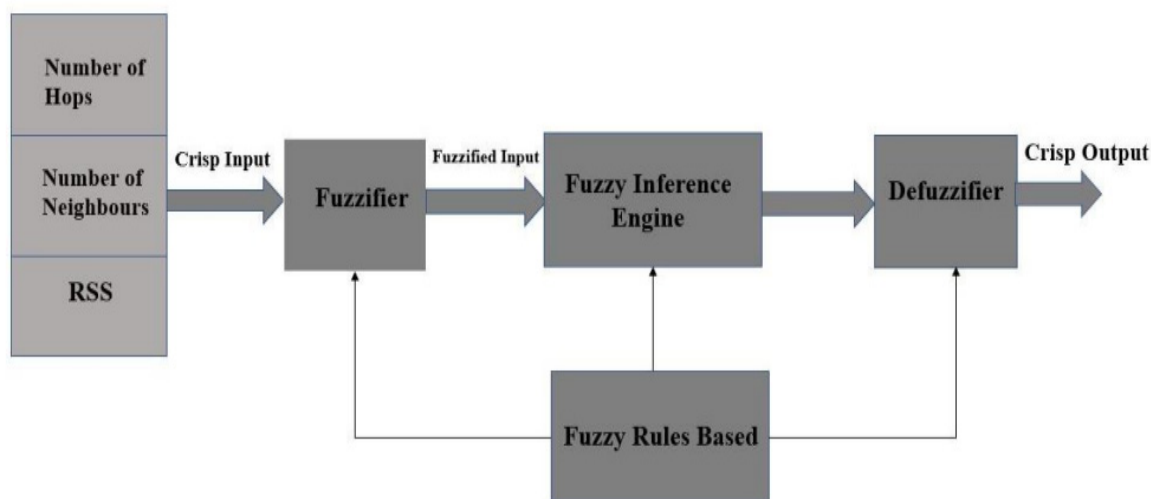 Number of
Hops
Number of
Neighbours
RSS
Crisp Input
Fuzzifier
Fuzzified Input
Fuzzy Inference
Engine
Defuzzifier
Crisp Output
Fuzzy Rules Based